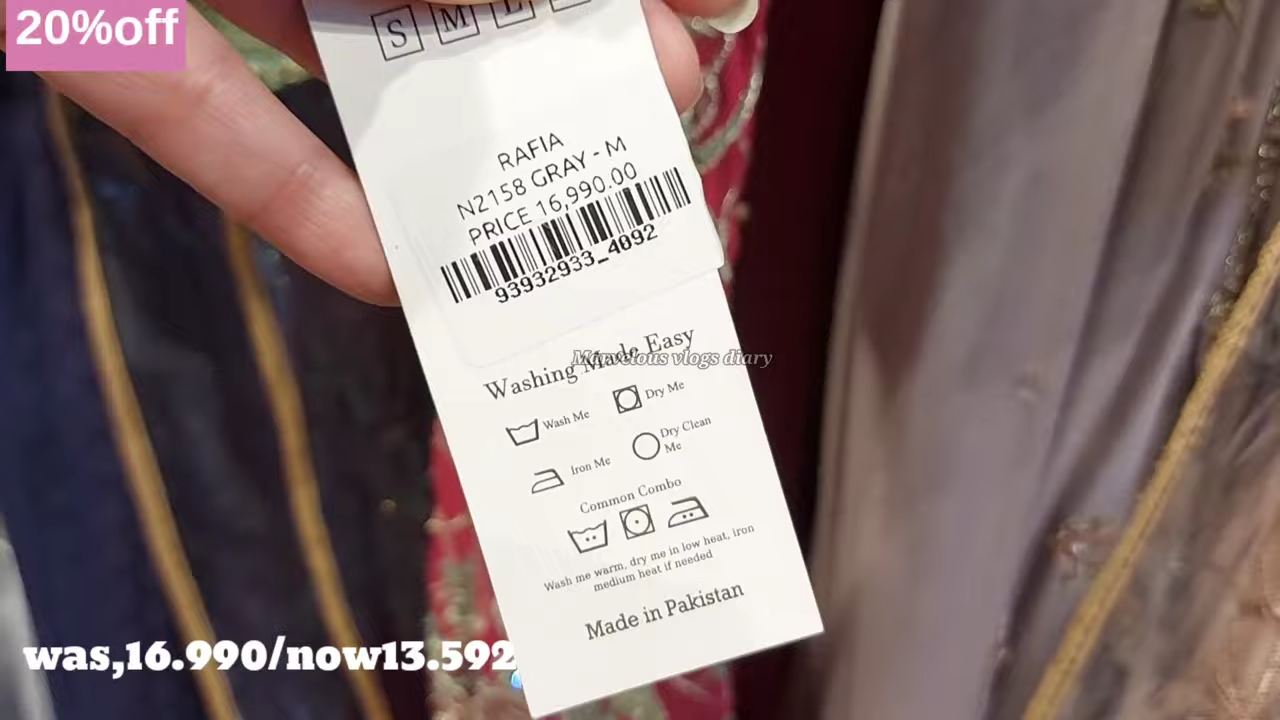 20%off
S M L
RAFIA
N2158 GRAY - M
PRICE 16,990.00
93932933_4092
Washing Made Easy
Marvelous vlogs diary
Wash Me
Dry Me
Iron Me
Dry Clean
Me
Common Combo
Wash me warm, dry me in low heat, iron
medium heat if needed
Made in Pakistan
was,16.990/now13.592